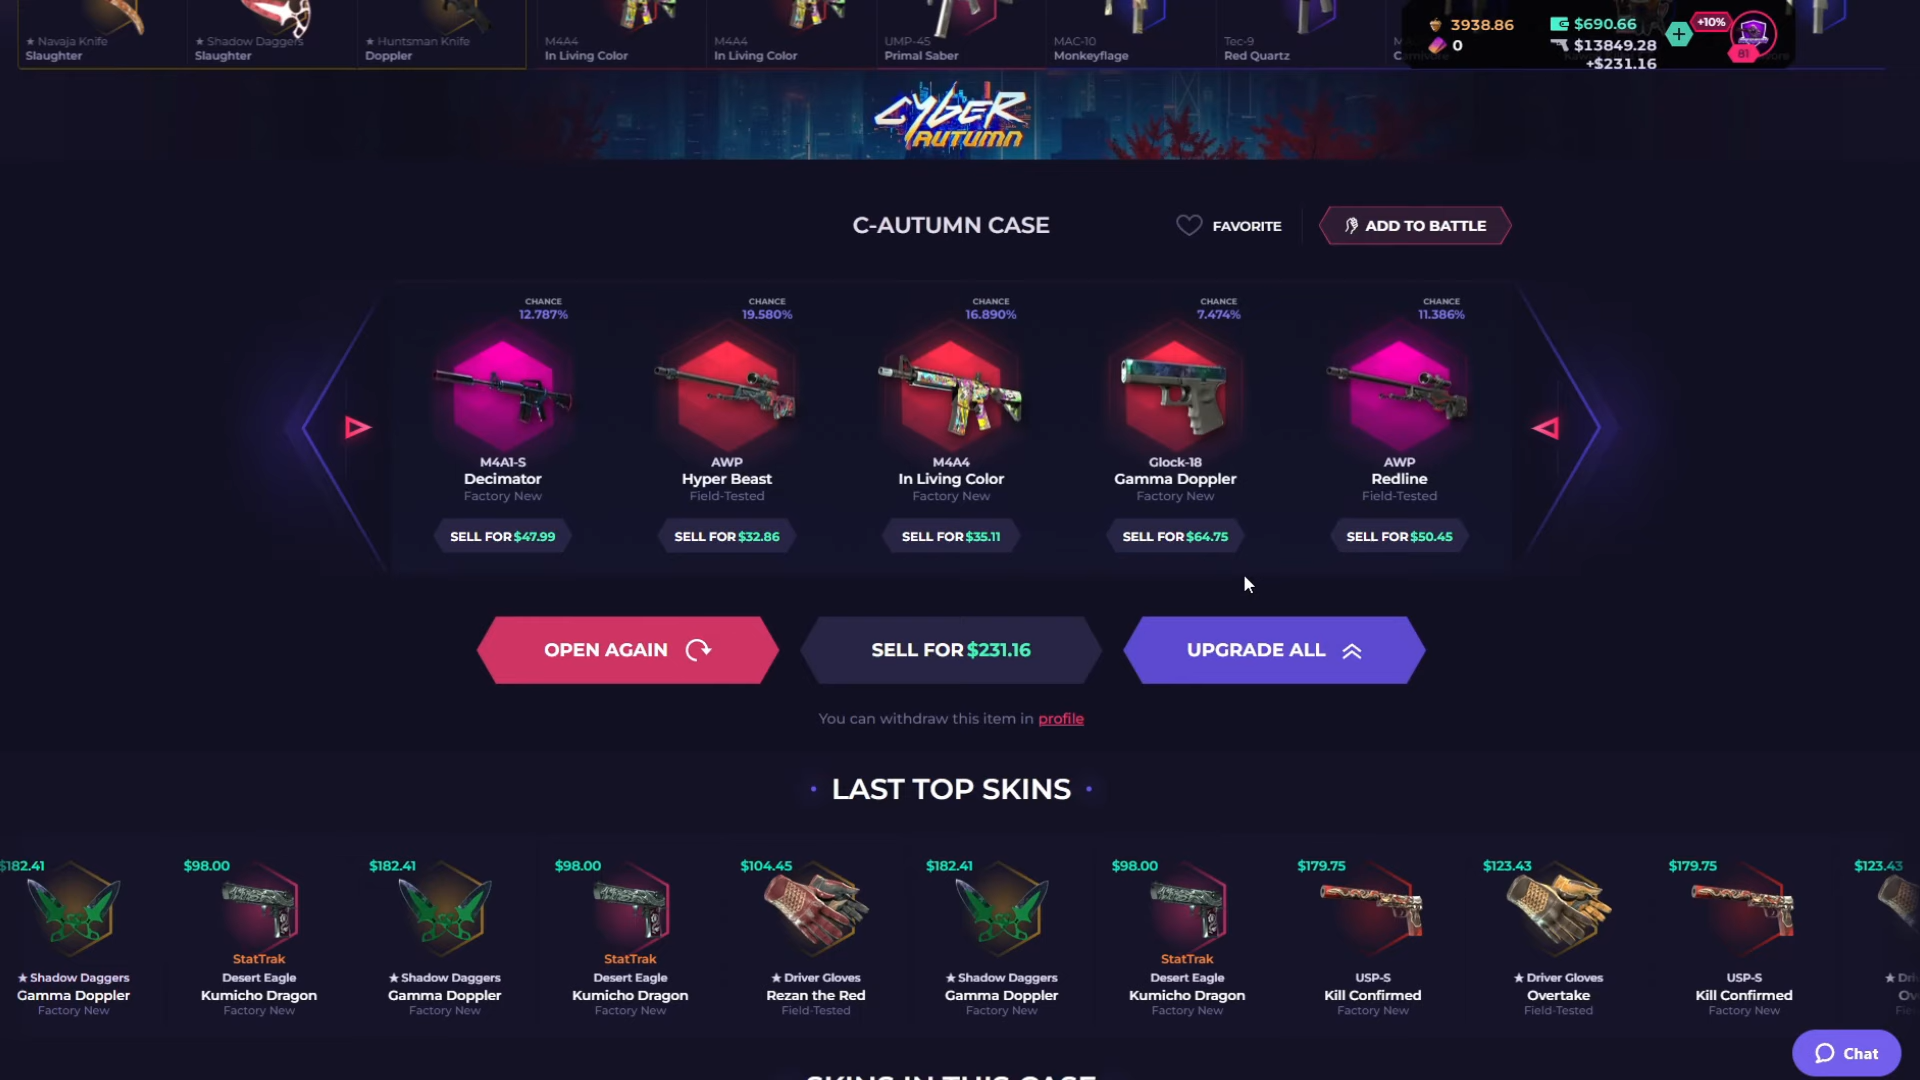 ★ Navaja Knife
Slaughter
★ Shadow Daggers
Slaughter
★ Huntsman Knife
Doppler
M4A4
In Living Color
M4A4
In Living Color
UMP-45
Primal Saber
MAC-10
Monkeyflage
Tec-9
Red Quartz
3938.86
0
$690.66
$13849.28
+$231.16
+10%
81
CYBER
AUTUMN
C-AUTUMN CASE
FAVORITE
ADD TO BATTLE
CHANCE
12.787%
M4A1-S
Decimator
Factory New
SELL FOR $47.99
CHANCE
19.580%
AWP
Hyper Beast
Field-Tested
SELL FOR $32.86
CHANCE
16.890%
M4A4
In Living Color
Factory New
SELL FOR $35.11
CHANCE
7.474%
Glock-18
Gamma Doppler
Factory New
SELL FOR $64.75
CHANCE
11.386%
AWP
Redline
Field-Tested
SELL FOR $50.45
OPEN AGAIN
SELL FOR $231.16
UPGRADE ALL
You can withdraw this item in profile
• LAST TOP SKINS •
$182.41
★ Shadow Daggers
Gamma Doppler
Factory New
$98.00
StatTrak
Desert Eagle
Kumicho Dragon
Factory New
$182.41
★ Shadow Daggers
Gamma Doppler
Factory New
$98.00
StatTrak
Desert Eagle
Kumicho Dragon
Factory New
$104.45
★ Driver Gloves
Rezan the Red
Field-Tested
$182.41
★ Shadow Daggers
Gamma Doppler
Factory New
$98.00
StatTrak
Desert Eagle
Kumicho Dragon
Factory New
$179.75
USP-S
Kill Confirmed
Factory New
$123.43
★ Driver Gloves
Overtake
Field-Tested
$179.75
USP-S
Kill Confirmed
Factory New
$123.43
Chat
SKINS IN THIS CASE